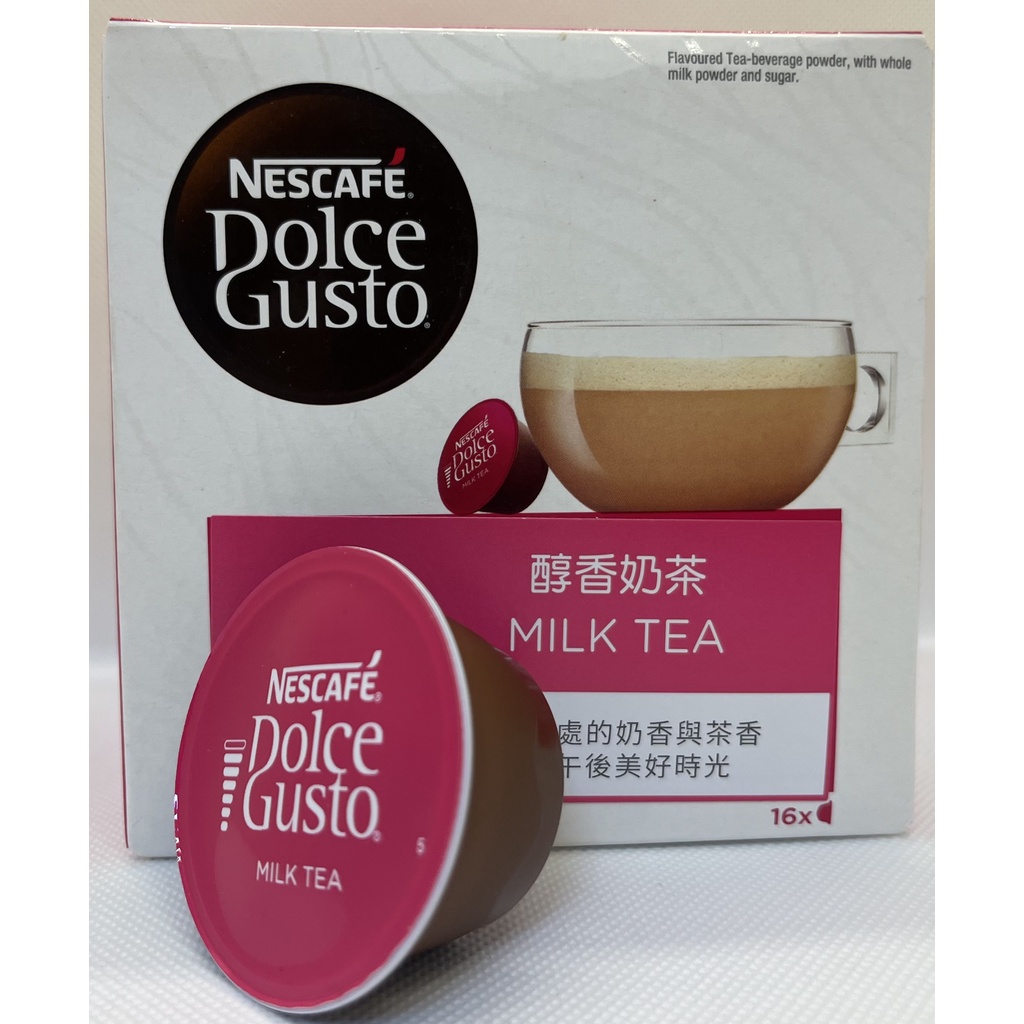 Flavoured Tea-beverage powder, with whole
milk powder and sugar.
NESCAFÉ®
Dolce
Gusto®
NESCAFÉ
Dolce
Gusto
MILK TEA
醇香奶茶
MILK TEA
處的奶香與茶香
午後美好時光
16x
NESCAFÉ®
Dolce
Gusto®
MILK TEA
5